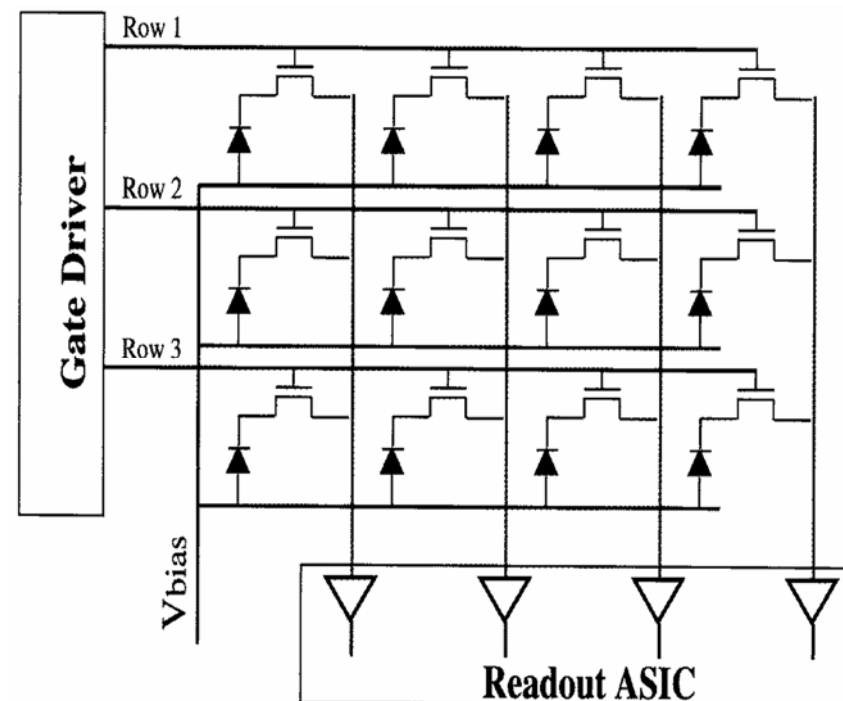 Row 1
Row 2
Row 3
Gate Driver
Vbias
Readout ASIC